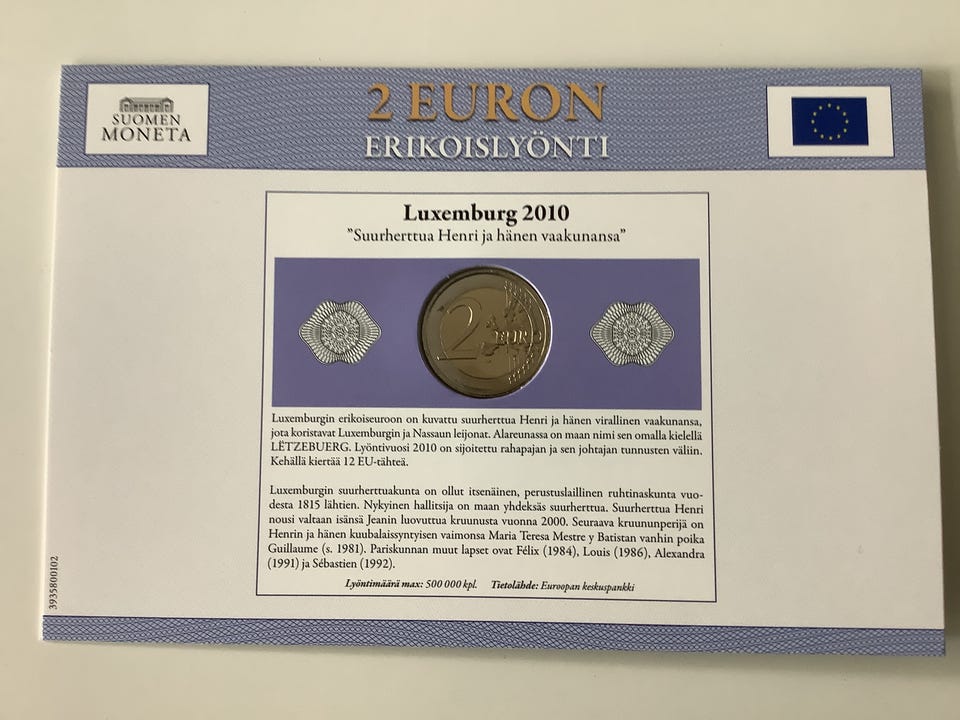 SUOMEN
MONETA
2 EURON
ERIKOISLYÖNTI
Luxemburg 2010
"Suurherttua Henri ja hänen vaakunansa"
2 EURO
Luxemburgin erikoiseuroon on kuvattu suurherttua Henri ja hänen virallinen vaakunansa,
jota koristavat Luxemburgin ja Nassaun leijonat. Alareunassa on maan nimi sen omalla kielellä
LËTZEBUERG. Lyöntivuosi 2010 on sijoitettu rahapajan ja sen johtajan tunnusten väliin.
Kehällä kiertää 12 EU-tähteä.
Luxemburgin suurherttuakunta on ollut itsenäinen, perustuslaillinen ruhtinaskunta vuo-
desta 1815 lähtien. Nykyinen hallitsija on maan yhdeksäs suurherttua. Suurherttua Henri
nousi valtaan isänsä Jeanin luovuttua kruunusta vuonna 2000. Seuraava kruununperijä on
Henrin ja hänen kuubalaissyntyisen vaimonsa Maria Teresa Mestre y Batistan vanhin poika
Guillaume (s. 1981). Pariskunnan muut lapset ovat Félix (1984), Louis (1986), Alexandra
(1991) ja Sébastien (1992).
Lyöntimäärä max: 500 000 kpl. Tietolähde: Euroopan keskuspankki
3935800102